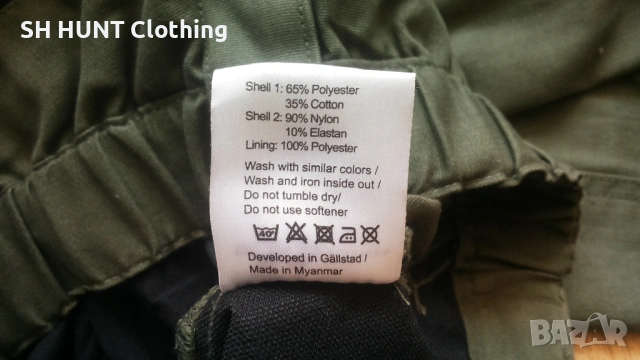 SH HUNT Clothing
Shell 1: 65% Polyester
35% Cotton
Shell 2: 90% Nylon
10% Elastan
Lining: 100% Polyester
Wash with similar colors /
Wash and iron inside out /
Do not tumble dry/
Do not use softener
40°
Developed in Gällstad /
Made in Myanmar
BAZAR